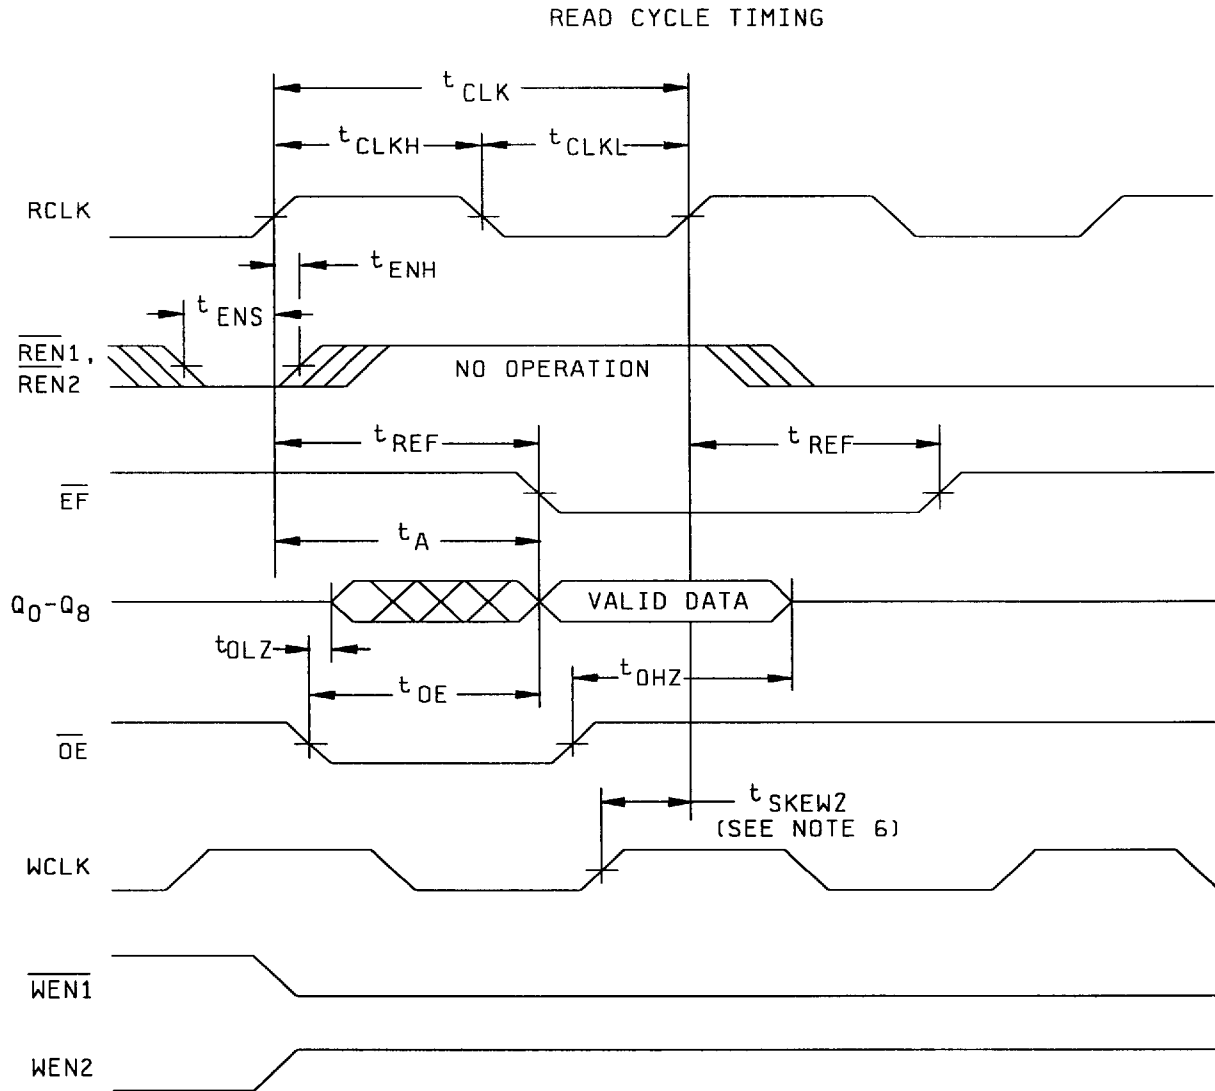 READ CYCLE TIMING
tCLK
tCLKH
tCLKL
RCLK
tENH
tENS
REN1,
REN2
NO OPERATION
tREF
tREF
EF
tA
Q0-Q8
VALID DATA
tOLZ
tOHZ
tOE
OE
tSKEW2
(SEE NOTE 6)
WCLK
WEN1
WEN2